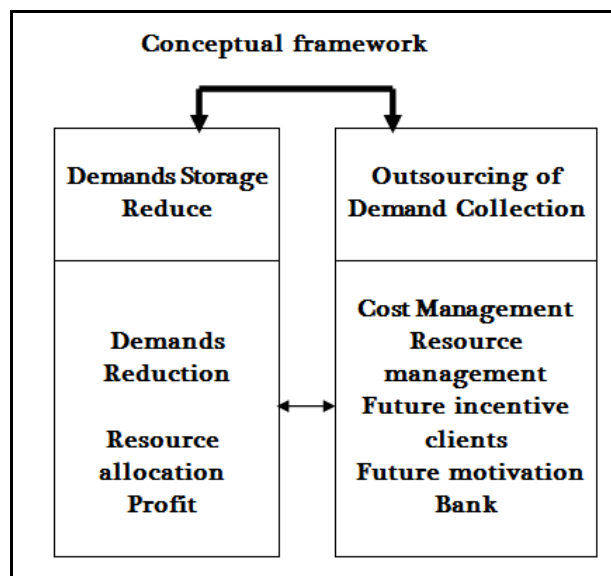 Conceptual framework
Demands Storage
Reduce
Outsourcing of
Demand Collection
Demands
Reduction
Resource
allocation
Profit
Cost Management
Resource
management
Future incentive
clients
Future motivation
Bank